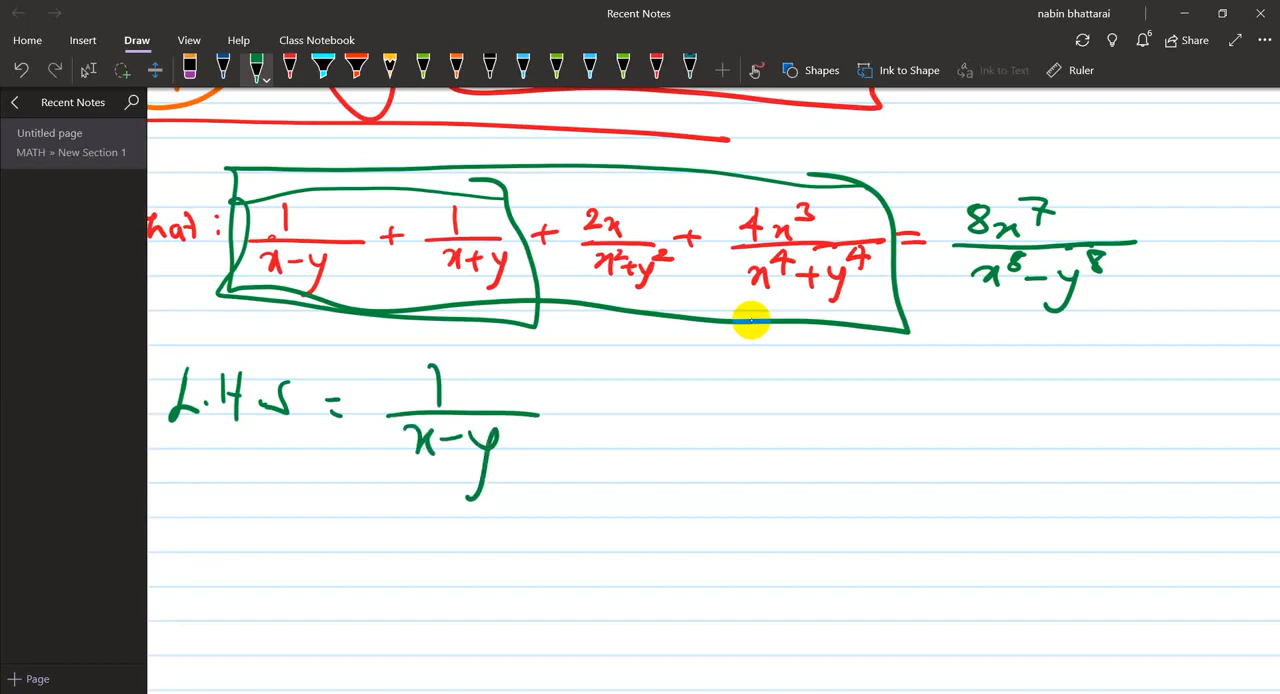 Recent Notes
nabin bhattarai
Home Insert Draw View Help Class Notebook
6
Share
Shapes Ink to Shape Ink to Text Ruler
Recent Notes
Untitled page
MATH » New Section 1
hat : 1/(x-y) + 1/(x+y) + 2x/(x²+y²) + 4x³/(x⁴+y⁴) = 8x⁷/(x⁸-y⁸)
L.H.S = 1/(x-y)
Page